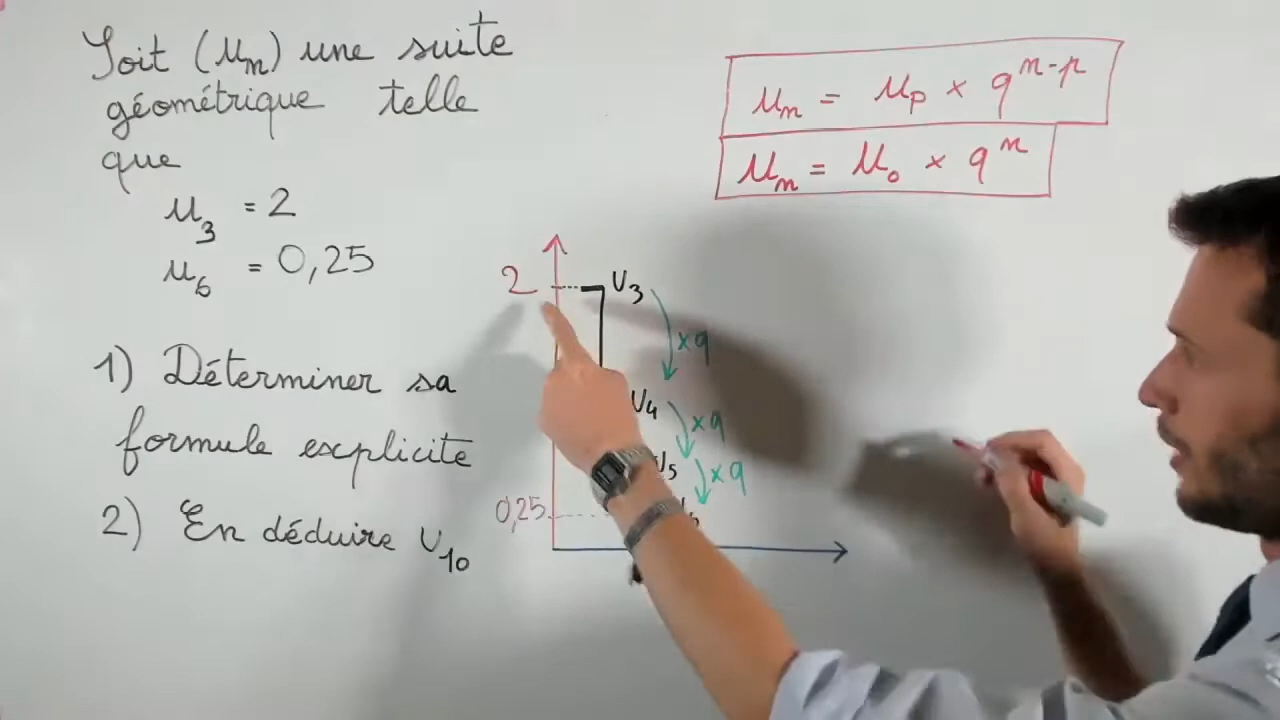 Soit (un) une suite
géométrique telle
que
u3 = 2
u6 = 0,25
1) Déterminer sa
formule explicite
2) En déduire U10
un = up × q^n-p
un = u0 × q^n
2
U3
×q
U4
×q
U5
×q
0,25